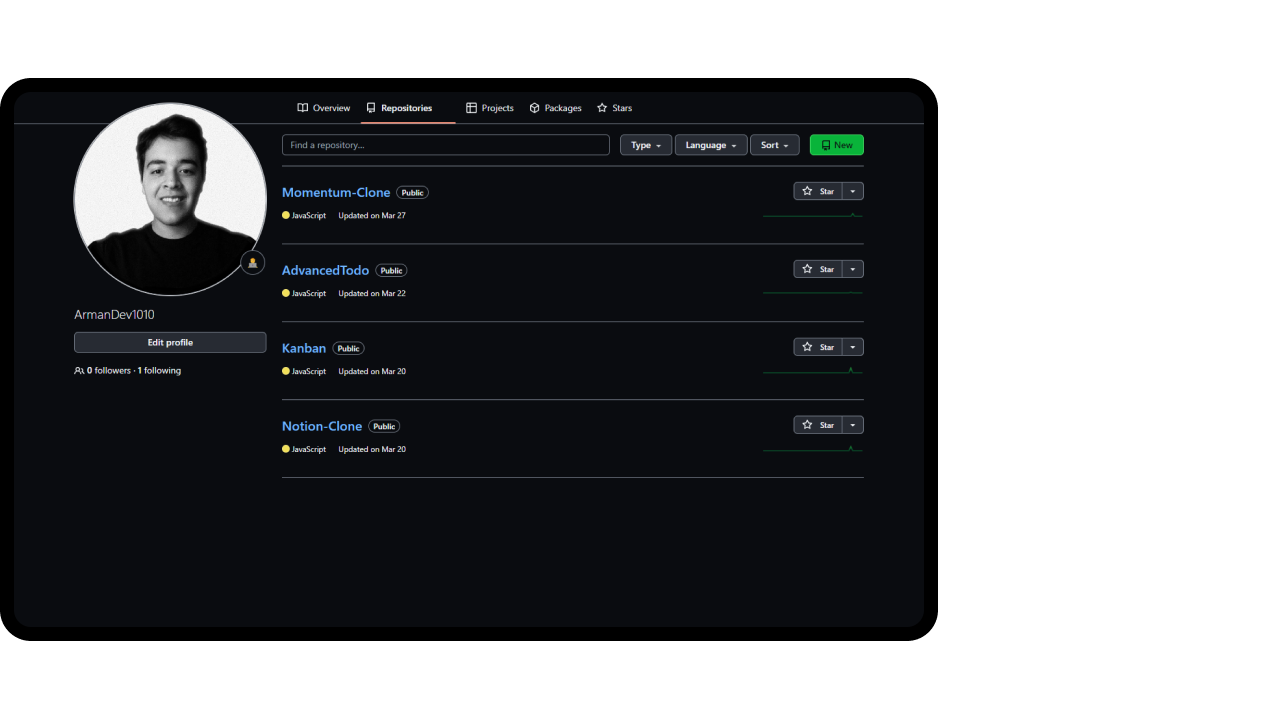 Overview Repositories Projects Packages Stars
Find a repository... Type Language Sort New
Momentum-Clone Public Star
JavaScript Updated on Mar 27
AdvancedTodo Public Star
JavaScript Updated on Mar 22
ArmanDev1010
Edit profile
Kanban Public Star
0 followers · 1 following
JavaScript Updated on Mar 20
Notion-Clone Public Star
JavaScript Updated on Mar 20